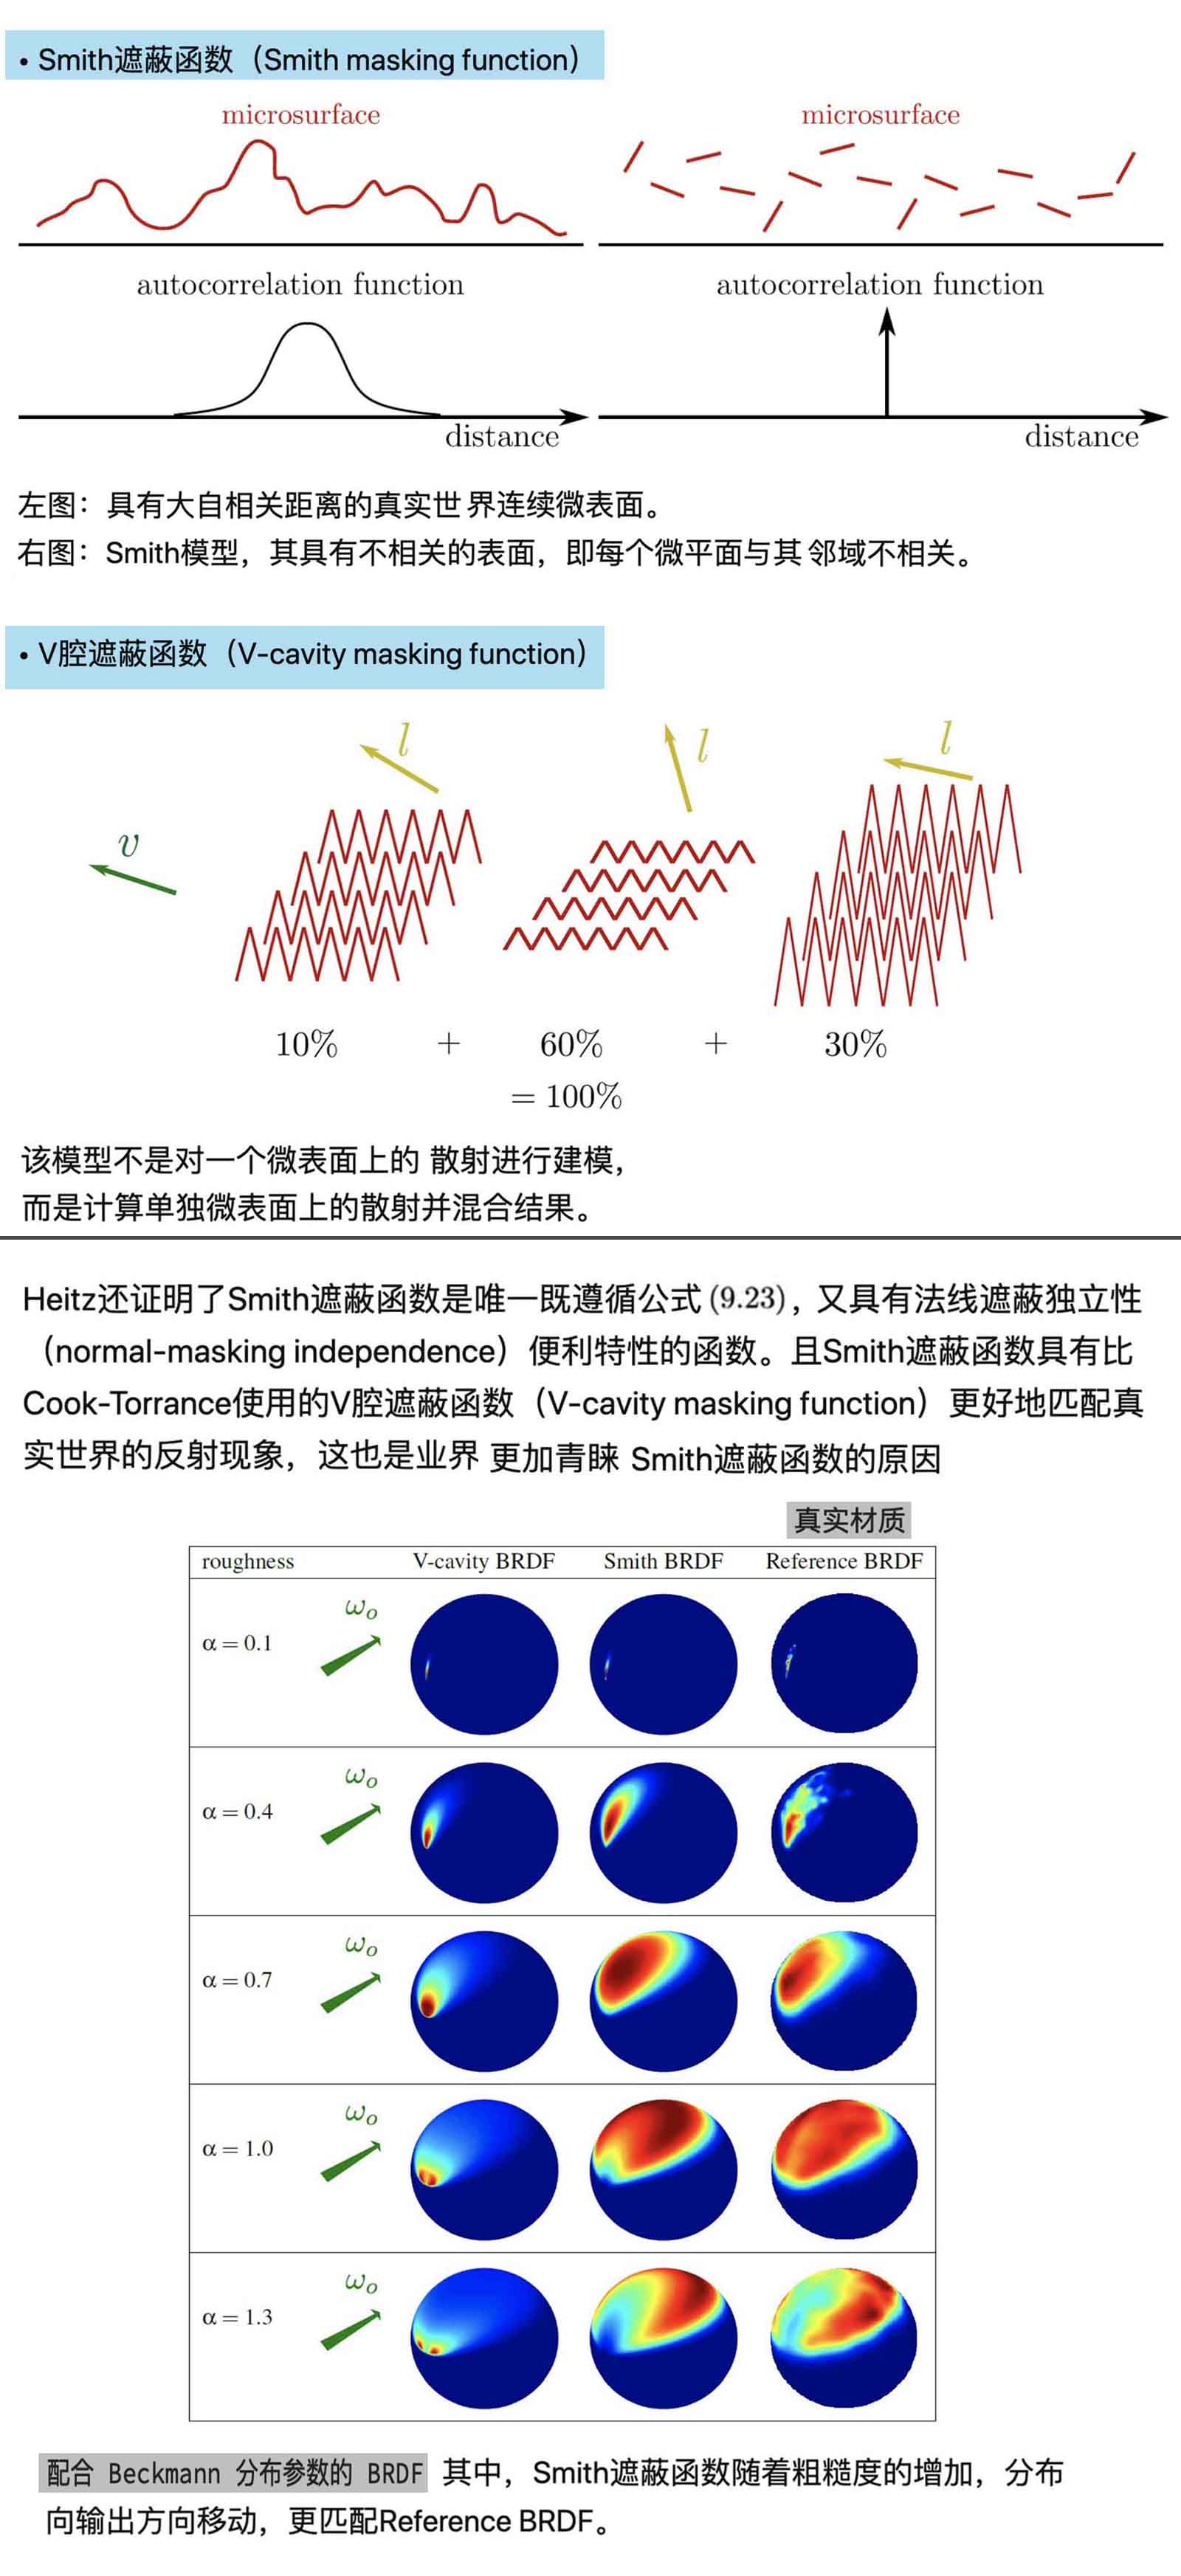 • Smith遮蔽函数（Smith masking function）
microsurface
microsurface
autocorrelation function
autocorrelation function
distance
distance
左图：具有大自相关距离的真实世 界连续微表面。
右图：Smith模型，其具有不相关的表面，即每个微平面与其 邻域不相关。
• V腔遮蔽函数（V-cavity masking function）
l
l
l
v
10% + 60% + 30%
= 100%
该模型不是对一个微表面上的 散射进行建模，
而是计算单独微表面上的散射并混合结果。
Heitz还证明了Smith遮蔽函数是唯一既遵循公式 (9.23)，又具有法线遮蔽独立性
（normal-masking independence）便利特性的函数。且Smith遮蔽函数具有比
Cook-Torrance使用的V腔遮蔽函数（V-cavity masking function）更好地匹配真
实世界的反射现象，这也是业界 更加青睐 Smith遮蔽函数的原因
真实材质
roughness V-cavity BRDF Smith BRDF Reference BRDF
ωo
α = 0.1
ωo
α = 0.4
ωo
α = 0.7
ωo
α = 1.0
ωo
α = 1.3
配合 Beckmann 分布参数的 BRDF 其中，Smith遮蔽函数随着粗糙度的增加，分布
向输出方向移动，更匹配Reference BRDF。